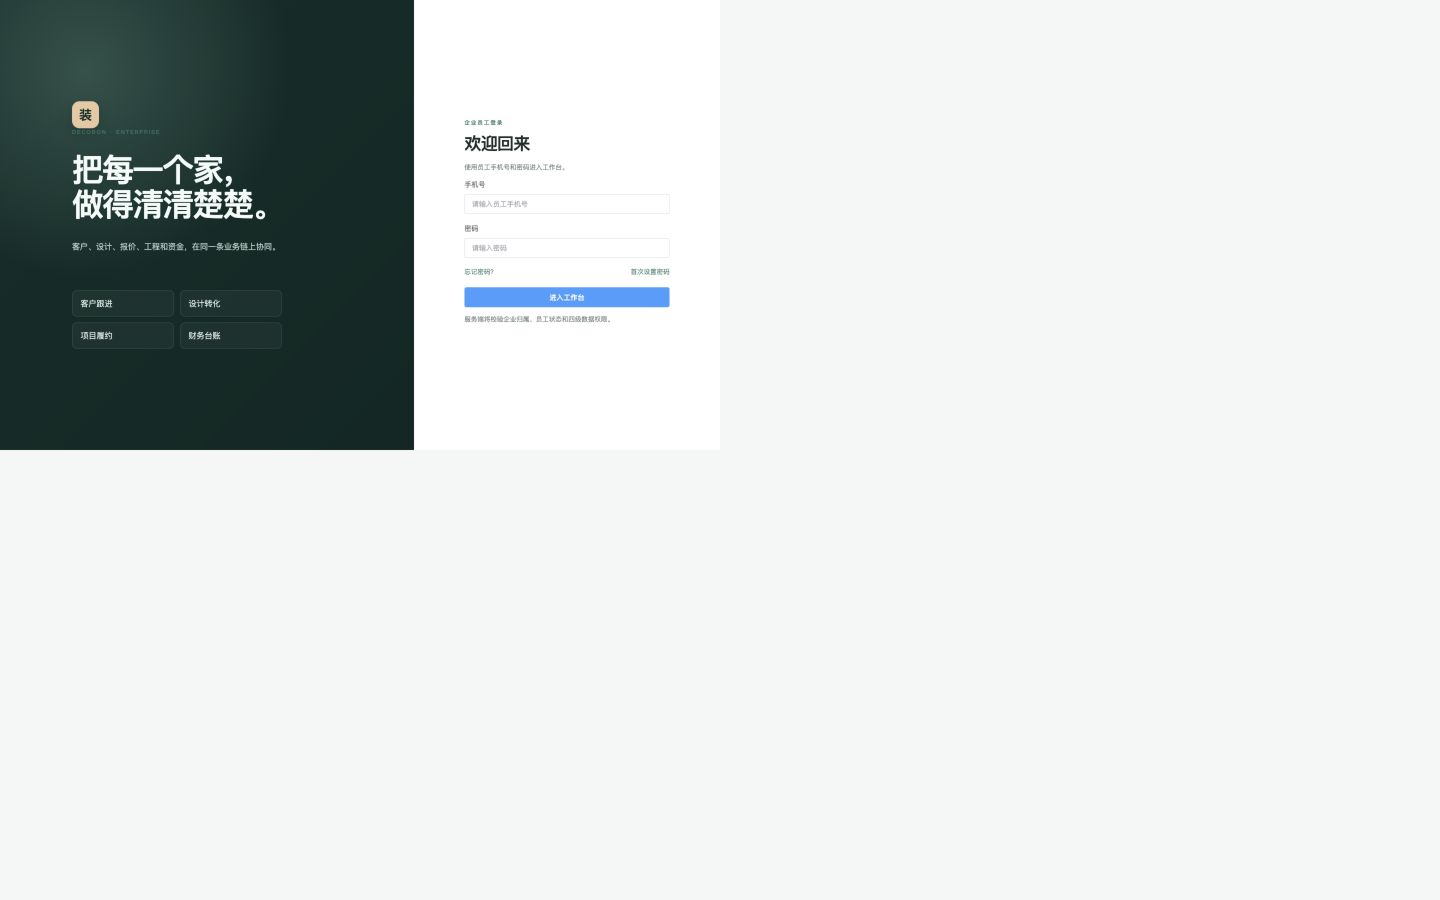 装
DECORON · ENTERPRISE
把每一个家，
做得清清楚楚。
客户、设计、报价、工程和资金，在同一条业务链上协同。
客户跟进
设计转化
项目履约
财务台账
企业员工登录
欢迎回来
使用员工手机号和密码进入工作台。
手机号
请输入员工手机号
密码
请输入密码
忘记密码？
首次设置密码
进入工作台
服务端将校验企业归属、员工状态和四级数据权限。